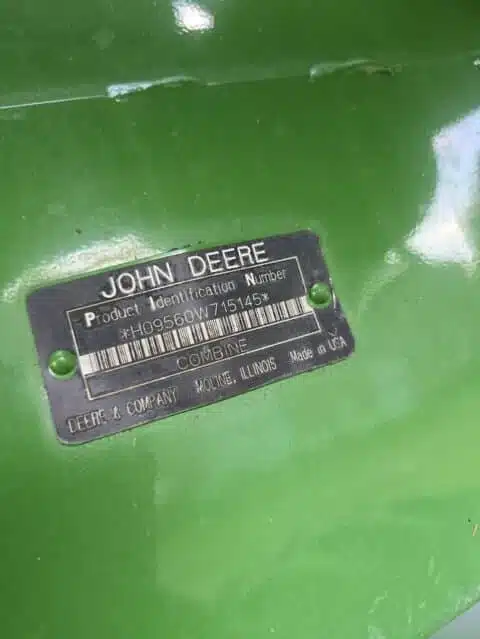 JOHN DEERE
Product Identification Number
*H09560W715145*
COMBINE
DEERE & COMPANY MOLINE, ILLINOIS Made in USA